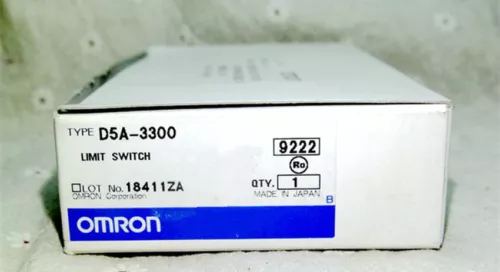 TYPE D5A-3300
LIMIT SWITCH
9222
Ro
LOT No. 18411ZA
QTY. 1
OMRON Corporation
MADE IN JAPAN
B
OMRON